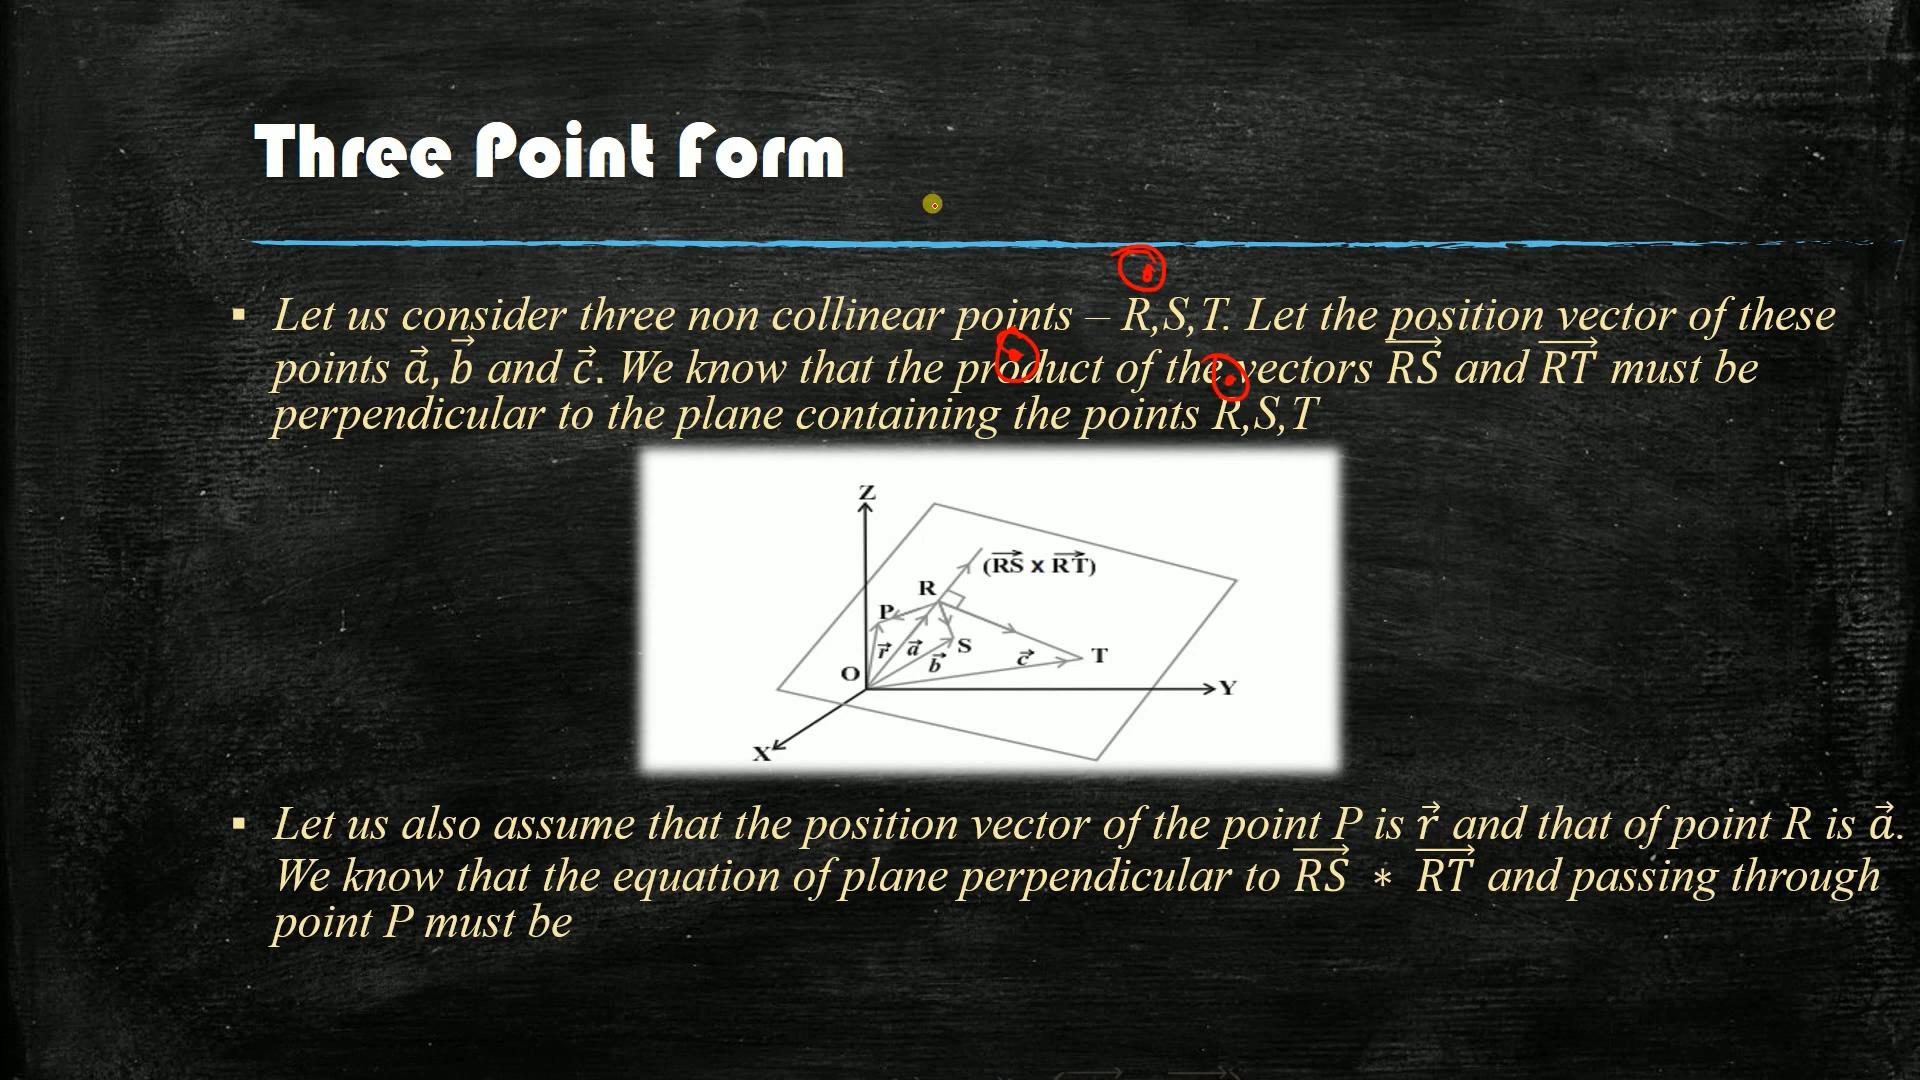 Three Point Form
▪ Let us consider three non collinear points – R,S,T. Let the position vector of these
points a⃗, b⃗ and c⃗. We know that the product of the vectors R͞S⃗ and R͞T⃗ must be
perpendicular to the plane containing the points R,S,T
Z
(RS⃗ x RT⃗)
R
P
S
r⃗ a⃗ b⃗ c⃗ T
O
Y
X
▪ Let us also assume that the position vector of the point P is r⃗ and that of point R is a⃗.
We know that the equation of plane perpendicular to RS⃗ ∗ RT⃗ and passing through
point P must be